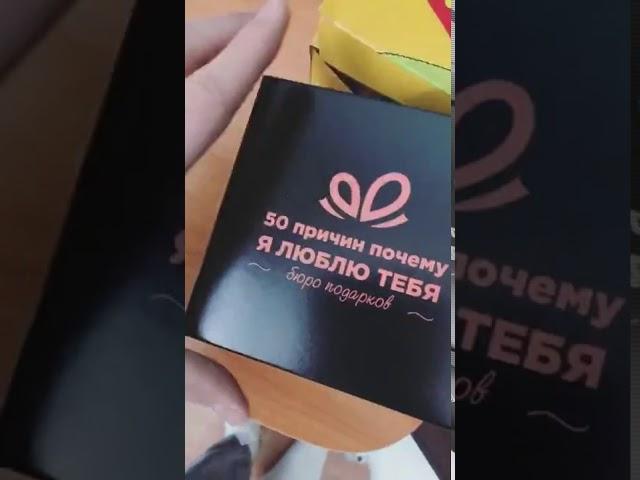 50 причин почему
Я ЛЮБЛЮ ТЕБЯ
бюро подарков